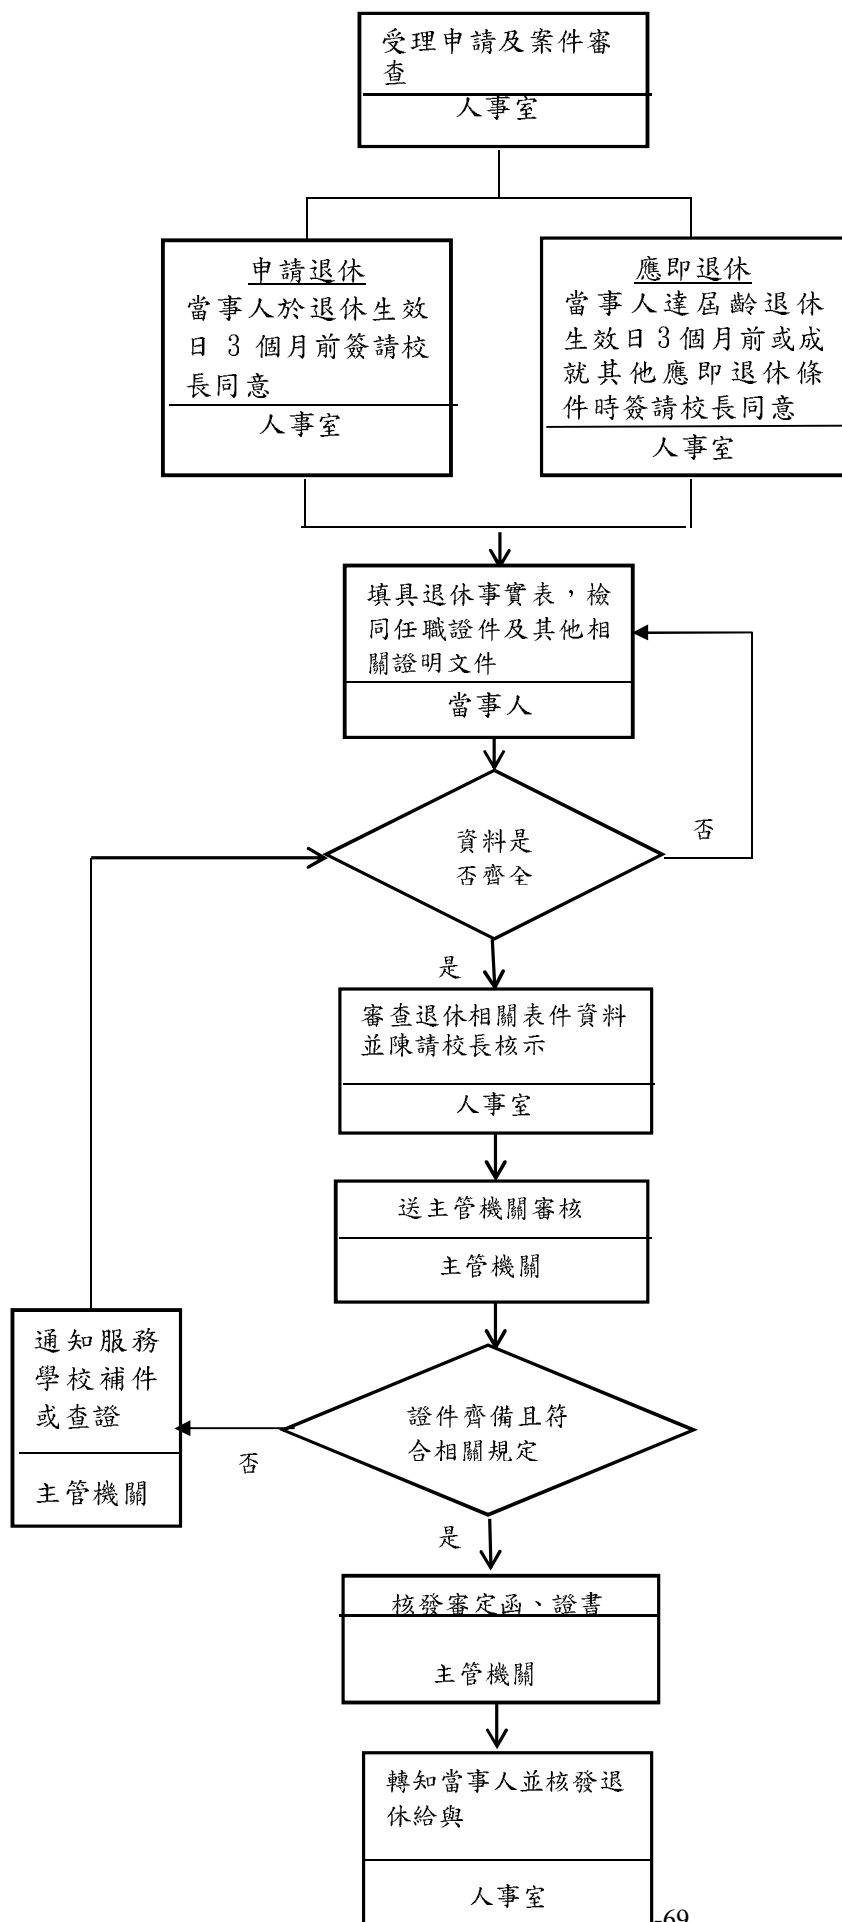 受理申請及案件審
查
人事室
申請退休
當事人於退休生效
日 3 個月前簽請校
長同意
人事室
應即退休
當事人達屆齡退休
生效日3個月前或成
就其他應即退休條
件時簽請校長同意
人事室
填具退休事實表，檢
同任職證件及其他相
關證明文件
當事人
資料是
否齊全
否
是
審查退休相關表件資料
並陳請校長核示
人事室
送主管機關審核
主管機關
通知服務
學校補件
或查證
主管機關
證件齊備且符
合相關規定
否
是
核發審定函、證書
主管機關
轉知當事人並核發退
休給與
人事室
-69